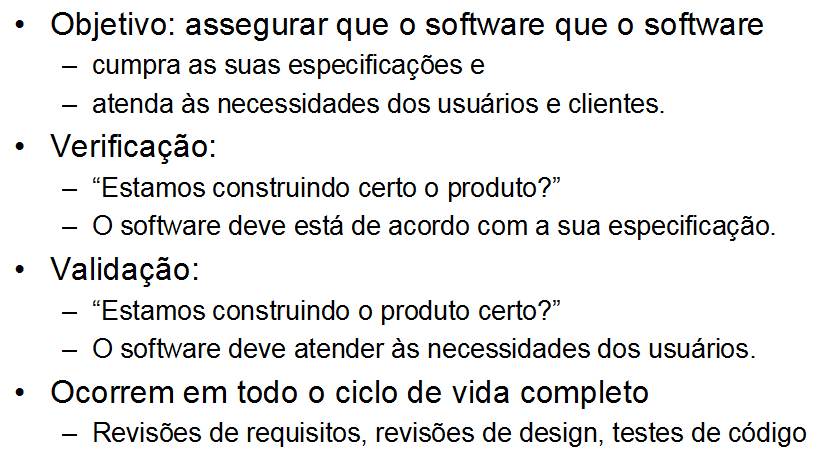 • Objetivo: assegurar que o software que o software
– cumpra as suas especificações e
– atenda às necessidades dos usuários e clientes.
• Verificação:
– “Estamos construindo certo o produto?”
– O software deve está de acordo com a sua especificação.
• Validação:
– “Estamos construindo o produto certo?”
– O software deve atender às necessidades dos usuários.
• Ocorrem em todo o ciclo de vida completo
– Revisões de requisitos, revisões de design, testes de código